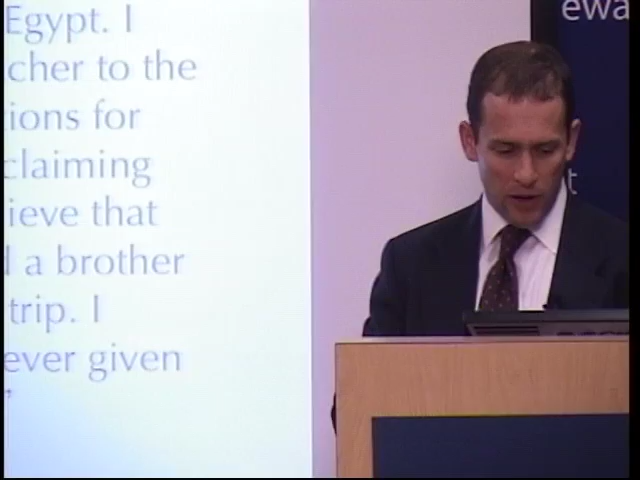 Egypt. I
cher to the
ions for
claiming
ieve that
d a brother
trip. I
ever given
"
ewa
t